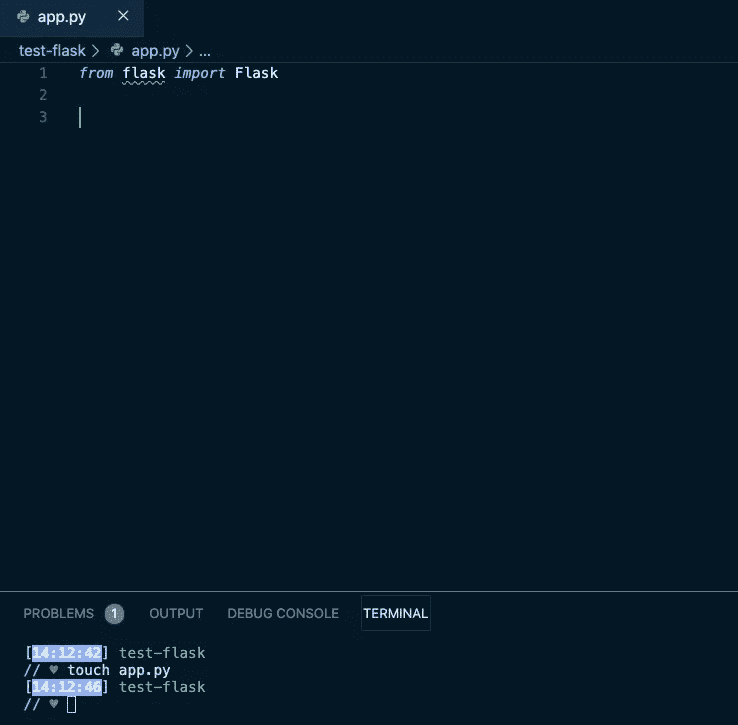 app.py ×
test-flask > app.py > ...
1 from flask import Flask
2
3
PROBLEMS 1 OUTPUT DEBUG CONSOLE TERMINAL
[14:12:42] test-flask
// ♥ touch app.py
[14:12:46] test-flask
// ♥